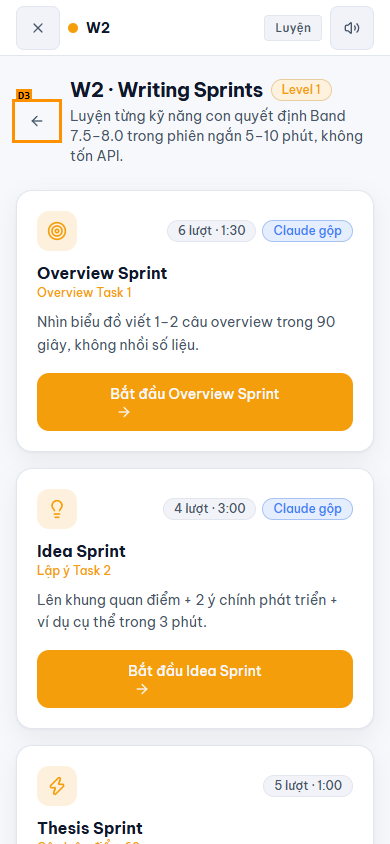 W2
Luyện
D3
W2 · Writing Sprints
Level 1
Luyện từng kỹ năng con quyết định Band
7.5–8.0 trong phiên ngắn 5–10 phút, không
tốn API.
6 lượt · 1:30
Claude gộp
Overview Sprint
Overview Task 1
Nhìn biểu đồ viết 1–2 câu overview trong 90
giây, không nhồi số liệu.
Bắt đầu Overview Sprint
→
4 lượt · 3:00
Claude gộp
Idea Sprint
Lập ý Task 2
Lên khung quan điểm + 2 ý chính phát triển +
ví dụ cụ thể trong 3 phút.
Bắt đầu Idea Sprint
→
5 lượt · 1:00
Thesis Sprint